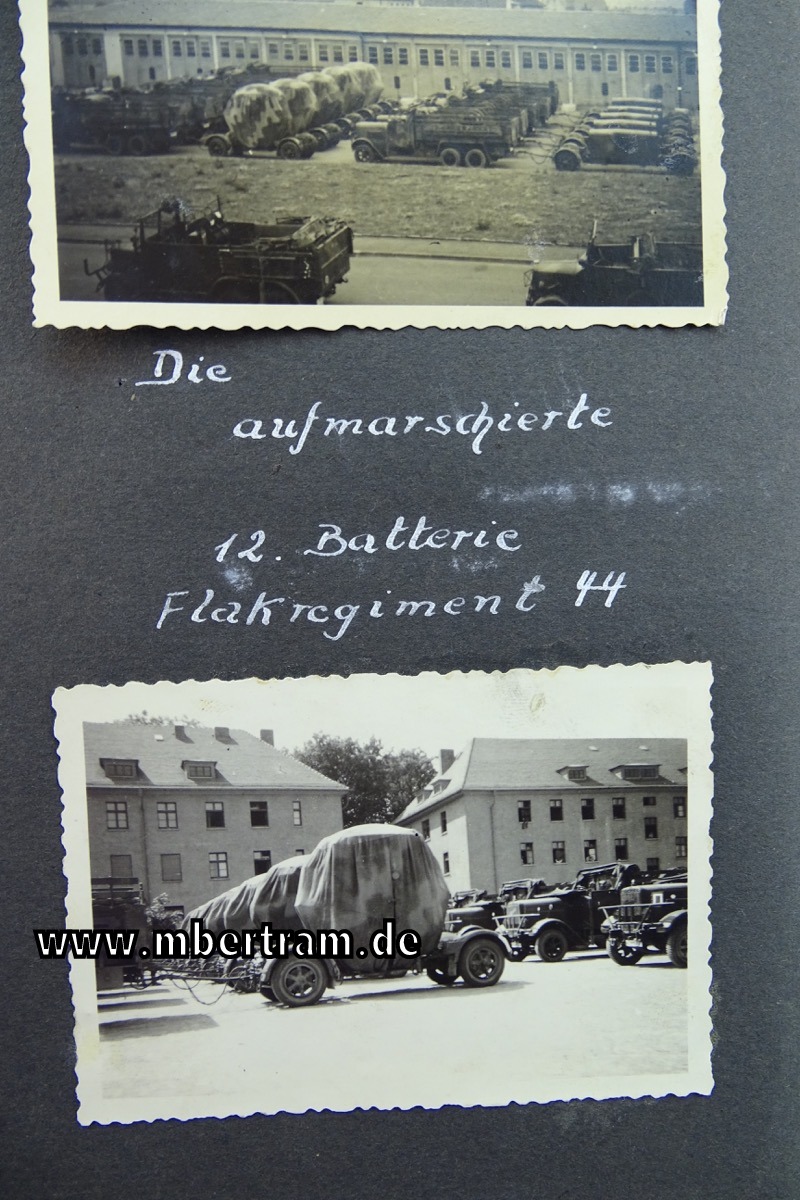 Die
aufmarschierte
12. Batterie
Flakregiment 44
www.mbertram.de